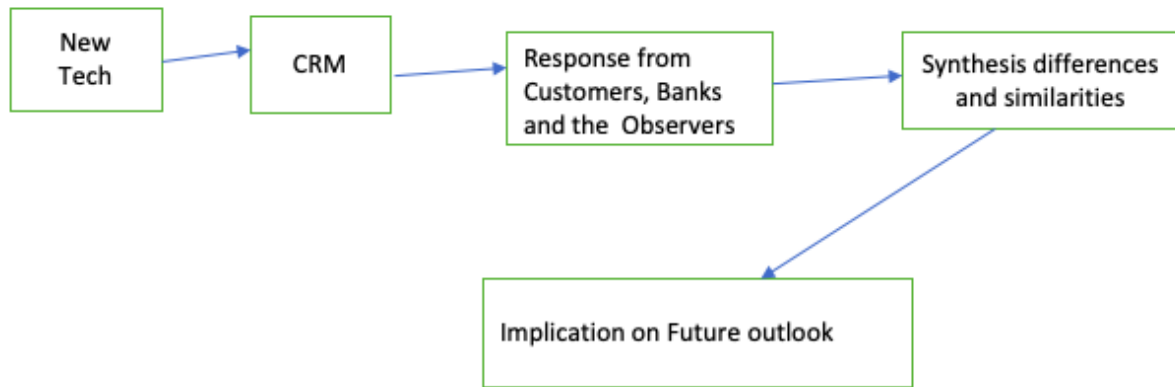 New
Tech
CRM
Response from
Customers, Banks
and the Observers
Synthesis differences
and similarities
Implication on Future outlook